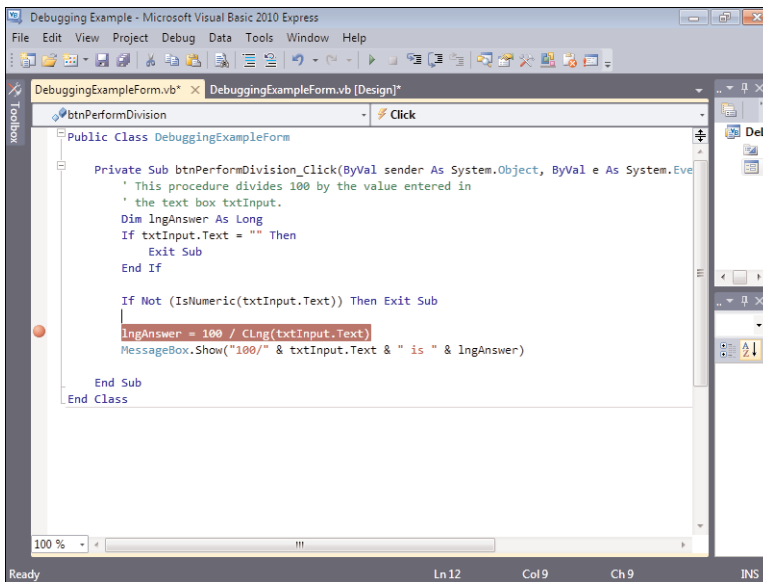 Debugging Example - Microsoft Visual Basic 2010 Express
File Edit View Project Debug Data Tools Window Help
DebuggingExampleForm.vb* DebuggingExampleForm.vb [Design]*
Toolbox
btnPerformDivision Click
Public Class DebuggingExampleForm
Private Sub btnPerformDivision_Click(ByVal sender As System.Object, ByVal e As System.Eve
' This procedure divides 100 by the value entered in
' the text box txtInput.
Dim lngAnswer As Long
If txtInput.Text = "" Then
Exit Sub
End If
If Not (IsNumeric(txtInput.Text)) Then Exit Sub
lngAnswer = 100 / CLng(txtInput.Text)
MessageBox.Show("100/" & txtInput.Text & " is " & lngAnswer)
End Sub
End Class
Del
100 %
Ready Ln 12 Col 9 Ch 9 INS